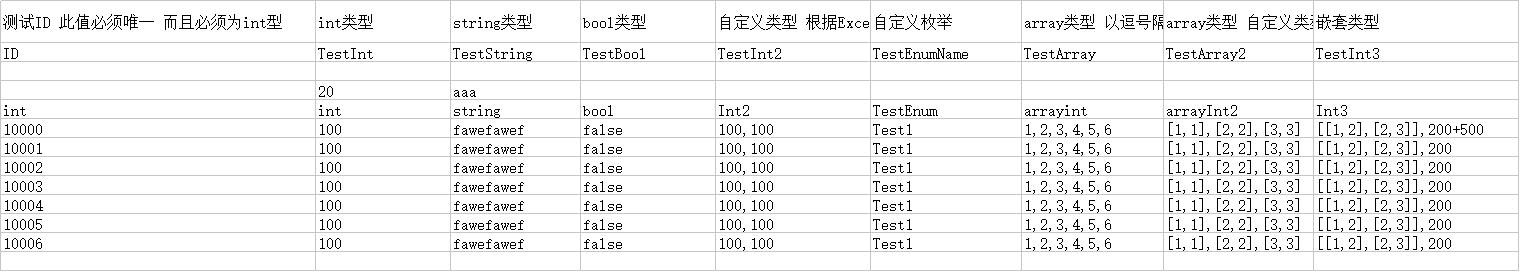 测试ID 此值必须唯一 而且必须为int型 int类型 string类型 bool类型 自定义类型 根据Exce 自定义枚举 array类型 以逗号隔 array类型 自定义类 嵌套类型
ID TestInt TestString TestBool TestInt2 TestEnumName TestArray TestArray2 TestInt3
20 aaa
int int string bool Int2 TestEnum arrayint arrayInt2 Int3
10000 100 fawefawef false 100,100 Test1 1,2,3,4,5,6 [1,1],[2,2],[3,3] [[1,2],[2,3]],200+500
10001 100 fawefawef false 100,100 Test1 1,2,3,4,5,6 [1,1],[2,2],[3,3] [[1,2],[2,3]],200
10002 100 fawefawef false 100,100 Test1 1,2,3,4,5,6 [1,1],[2,2],[3,3] [[1,2],[2,3]],200
10003 100 fawefawef false 100,100 Test1 1,2,3,4,5,6 [1,1],[2,2],[3,3] [[1,2],[2,3]],200
10004 100 fawefawef false 100,100 Test1 1,2,3,4,5,6 [1,1],[2,2],[3,3] [[1,2],[2,3]],200
10005 100 fawefawef false 100,100 Test1 1,2,3,4,5,6 [1,1],[2,2],[3,3] [[1,2],[2,3]],200
10006 100 fawefawef false 100,100 Test1 1,2,3,4,5,6 [1,1],[2,2],[3,3] [[1,2],[2,3]],200